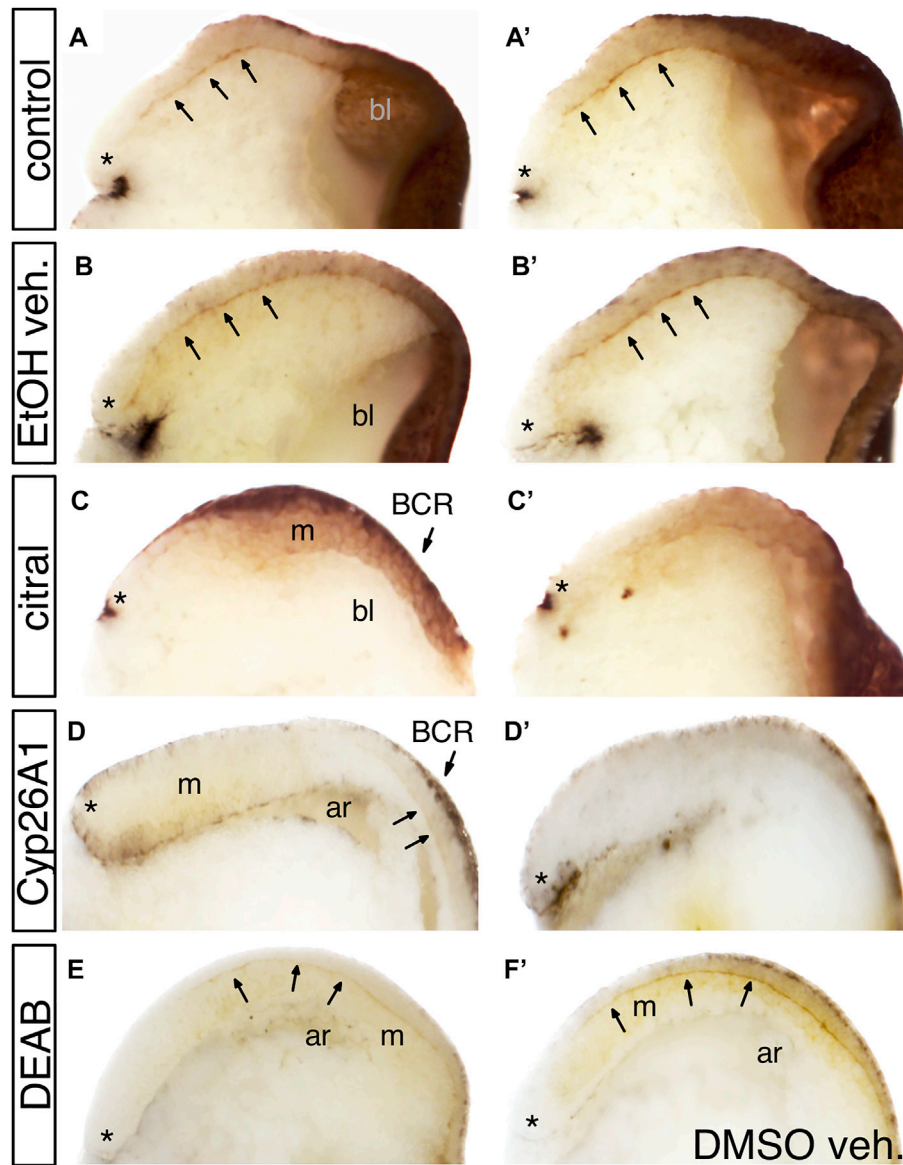 control
A
bl
*
A'
*
EtOH veh.
B
bl
*
B'
*
citral
C
BCR
m
bl
*
C'
*
Cyp26A1
D
BCR
m
ar
*
D'
*
DEAB
E
ar
m
*
F'
m
ar
*
DMSO veh.